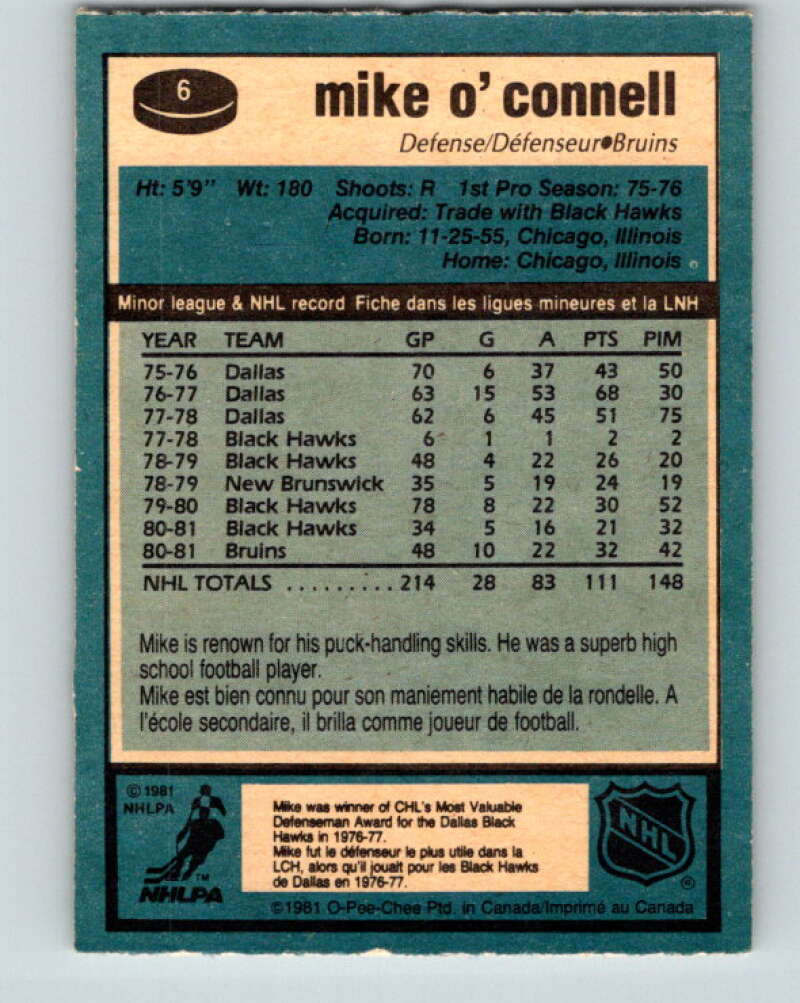 6
mike o' connell
Defense/Défenseur•Bruins
Ht: 5'9" Wt: 180 Shoots: R 1st Pro Season: 75-76
Acquired: Trade with Black Hawks
Born: 11-25-55, Chicago, Illinois
Home: Chicago, Illinois
Minor league & NHL record Fiche dans les ligues mineures et la LNH
YEAR TEAM GP G A PTS PIM
75-76 Dallas 70 6 37 43 50
76-77 Dallas 63 15 53 68 30
77-78 Dallas 62 6 45 51 75
77-78 Black Hawks 6 1 1 2 2
78-79 Black Hawks 48 4 22 26 20
78-79 New Brunswick 35 5 19 24 19
79-80 Black Hawks 78 8 22 30 52
80-81 Black Hawks 34 5 16 21 32
80-81 Bruins 48 10 22 32 42
NHL TOTALS ..........214 28 83 111 148
Mike is renown for his puck-handling skills. He was a superb high
school football player.
Mike est bien connu pour son maniement habile de la rondelle. A
l'école secondaire, il brilla comme joueur de football.
© 1981
NHLPA
TM
NHLPA
Mike was winner of CHL's Most Valuable
Defenseman Award for the Dallas Black
Hawks in 1976-77.
Mike fut le défenseur le plus utile dans la
LCH, alors qu'il jouait pour les Black Hawks
de Dallas en 1976-77.
NHL
®
©1981 O-Pee-Chee Ptd. in Canada/Imprimé au Canada